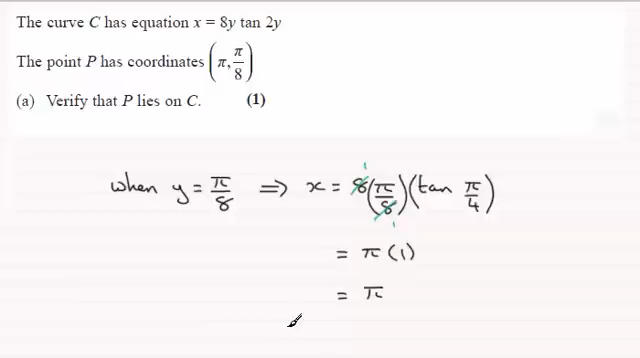 The curve C has equation x = 8y tan 2y
The point P has coordinates (π, π/8)
(a) Verify that P lies on C. (1)
when y = π/8 ⇒ x = 8(π/8)(tan π/4)
= π(1)
= π